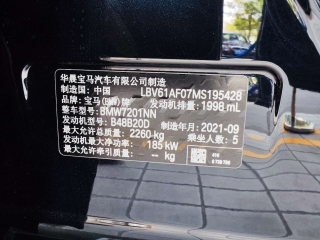 华晨宝马汽车有限公司制造
制造国：中国 LBV61AF07MS195428
品牌：宝马(BMW)牌 发动机排量：1998 mL
整车型号：BMW7201NN
发动机型号：B48B20D 制造年月：2021-09
最大允许总质量：2260 kg 乘坐人数：5
发动机最大净功率：185 kW
最大允许牵引质量：-- kg